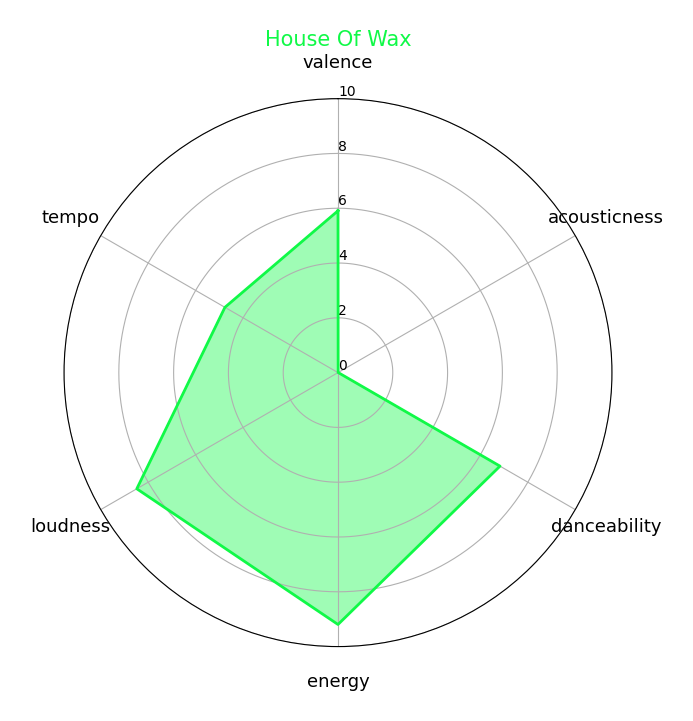 House Of Wax
valence
10
8
6
4
2
0
tempo
acousticness
loudness
danceability
energy